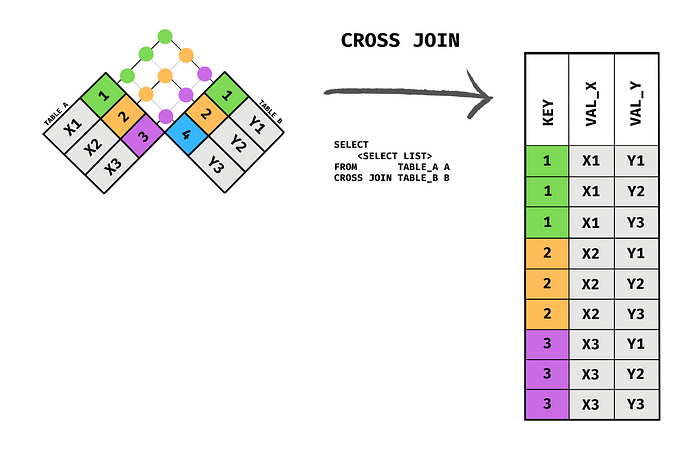 CROSS JOIN
TABLE_A
1 X1
2 X2
3 X3
TABLE_B
1 Y1
2 Y2
4 Y3
SELECT
<SELECT LIST>
FROM TABLE_A A
CROSS JOIN TABLE_B B
KEY VAL_X VAL_Y
1 X1 Y1
1 X1 Y2
1 X1 Y3
2 X2 Y1
2 X2 Y2
2 X2 Y3
3 X3 Y1
3 X3 Y2
3 X3 Y3